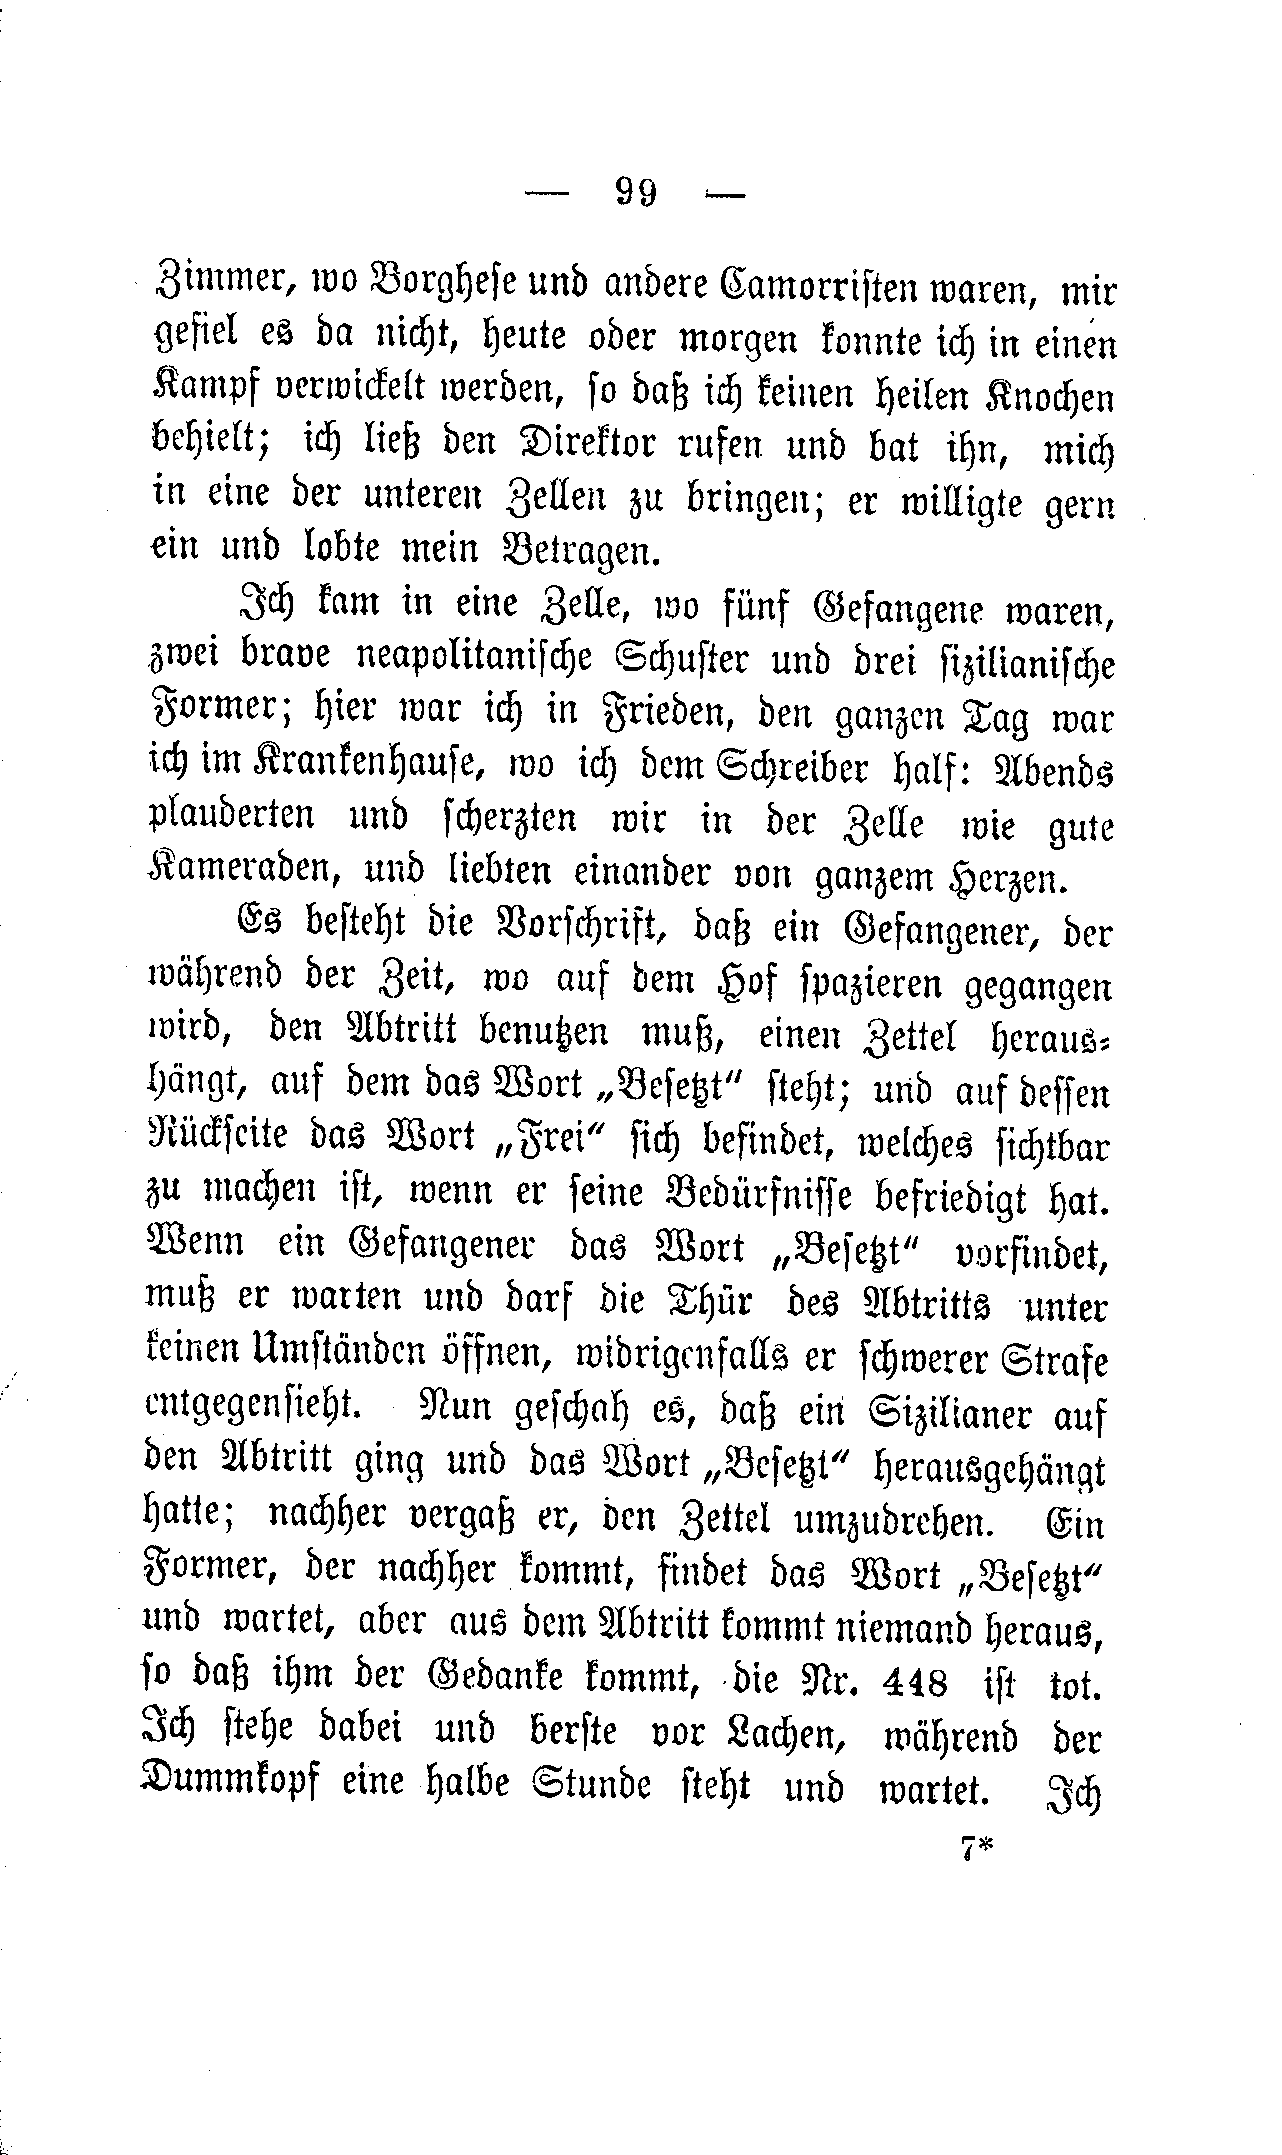 — 99 —
Zimmer, wo Borghese und andere Camorristen waren, mir
gefiel es da nicht, heute oder morgen konnte ich in einen
Kampf verwickelt werden, so daß ich keinen heilen Knochen
behielt; ich ließ den Direktor rufen und bat ihn, mich
in eine der unteren Zellen zu bringen; er willigte gern
ein und lobte mein Betragen.
Ich kam in eine Zelle, wo fünf Gefangene waren,
zwei brave neapolitanische Schuster und drei sizilianische
Former; hier war ich in Frieden, den ganzen Tag war
ich im Krankenhause, wo ich dem Schreiber half: Abends
plauderten und scherzten wir in der Zelle wie gute
Kameraden, und liebten einander von ganzem Herzen.
Es besteht die Vorschrift, daß ein Gefangener, der
während der Zeit, wo auf dem Hof spazieren gegangen
wird, den Abtritt benutzen muß, einen Zettel heraus-
hängt, auf dem das Wort „Besetzt“ steht; und auf dessen
Rückseite das Wort „Frei“ sich befindet, welches sichtbar
zu machen ist, wenn er seine Bedürfnisse befriedigt hat.
Wenn ein Gefangener das Wort „Besetzt“ vorfindet,
muß er warten und darf die Thür des Abtritts unter
keinen Umständen öffnen, widrigenfalls er schwerer Strafe
entgegensieht. Nun geschah es, daß ein Sizilianer auf
den Abtritt ging und das Wort „Besetzt“ herausgehängt
hatte; nachher vergaß er, den Zettel umzudrehen. Ein
Former, der nachher kommt, findet das Wort „Besetzt“
und wartet, aber aus dem Abtritt kommt niemand heraus,
so daß ihm der Gedanke kommt, die Nr. 448 ist tot.
Ich stehe dabei und berste vor Lachen, während der
Dummkopf eine halbe Stunde steht und wartet. Ich
7*